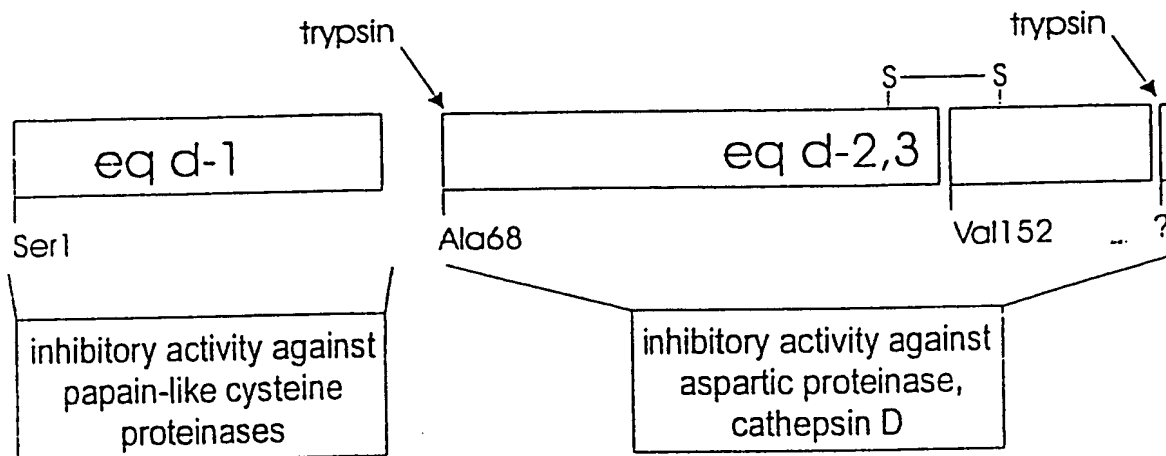 trypsin
trypsin
S S
eq d-1
eq d-2,3
Ser1
Ala68
Val152 ... ?
inhibitory activity against
papain-like cysteine
proteinases
inhibitory activity against
aspartic proteinase,
cathepsin D